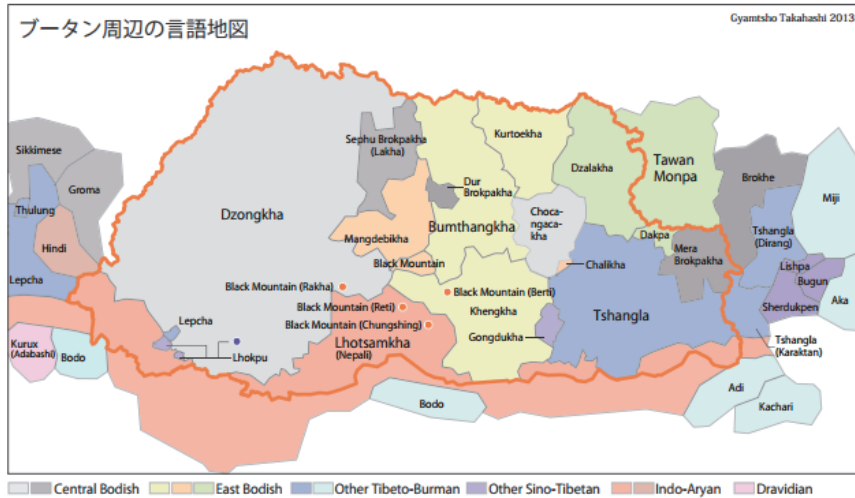 ブータン周辺の言語地図
Gyamtsho Takahashi 2013
Sikkimese
Groma
Thulung
Hindi
Lepcha
Kurux
(Adabashi)
Bodo
Dzongkha
Sephu Brokpakha
(Lakha)
Kurtoekha
Dur
Brokpakha
Bumthangkha
Mangdebikha
Black Mountain
Choca-
ngaca-
kha
Dzalakha
Tawan
Monpa
Dakpa
Mera
Brokpakha
Chalikha
Brokhe
Miji
Tshangla
(Dirang)
Lishpa
Bugun
Sherdukpen
Aka
Black Mountain (Rakha)
Black Mountain (Reti)
Black Mountain (Chungshing)
Black Mountain (Berti)
Khengkha
Gongdukha
Tshangla
Lepcha
Lhokpu
Lhotsamkha
(Nepali)
Tshangla
(Karaktan)
Bodo
Adi
Kachari
Central Bodish
East Bodish
Other Tibeto-Burman
Other Sino-Tibetan
Indo-Aryan
Dravidian